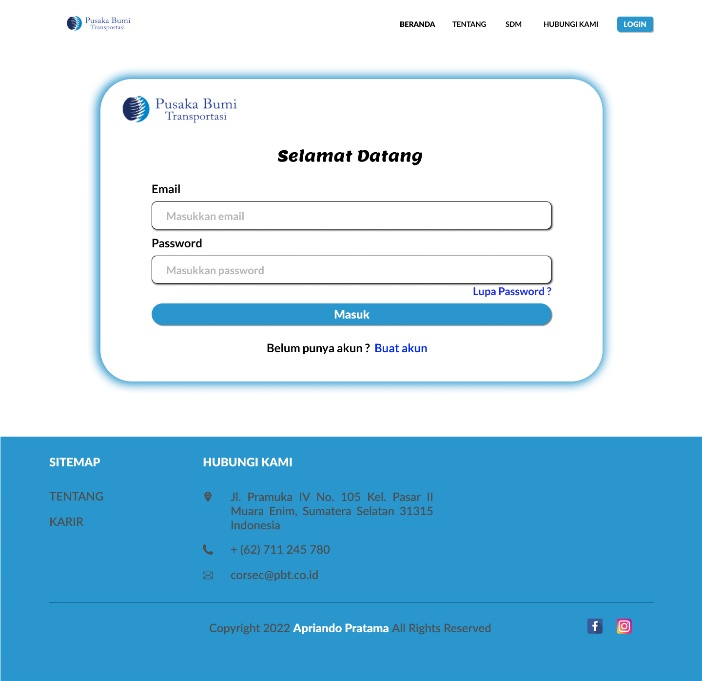 Pusaka Bumi
Transportasi
BERANDA TENTANG SDM HUBUNGI KAMI LOGIN
Pusaka Bumi
Transportasi
Selamat Datang
Email
Masukkan email
Password
Masukkan password
Lupa Password ?
Masuk
Belum punya akun ? Buat akun
SITEMAP
TENTANG
KARIR
HUBUNGI KAMI
Jl. Pramuka IV No. 105 Kel. Pasar II
Muara Enim, Sumatera Selatan 31315
Indonesia
+ (62) 711 245 780
corsec@pbt.co.id
Copyright 2022 Apriando Pratama All Rights Reserved